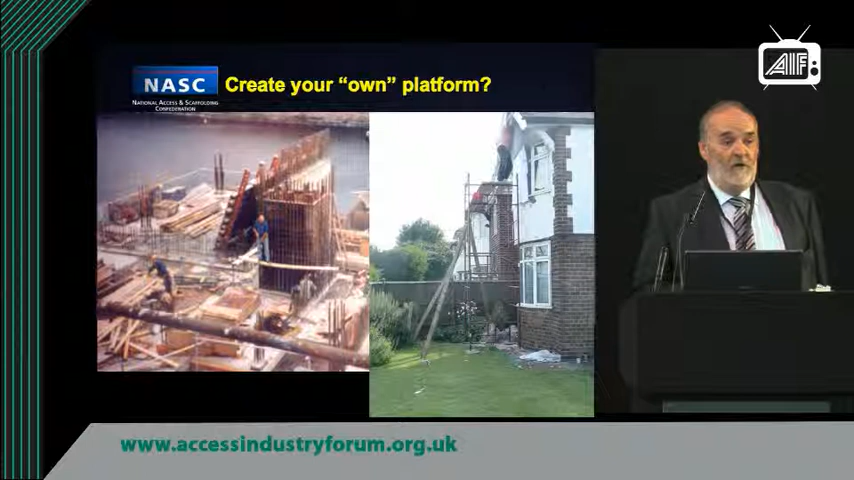 AIF
NASC
NATIONAL ACCESS & SCAFFOLDING
CONFEDERATION
Create your “own” platform?
www.accessindustryforum.org.uk